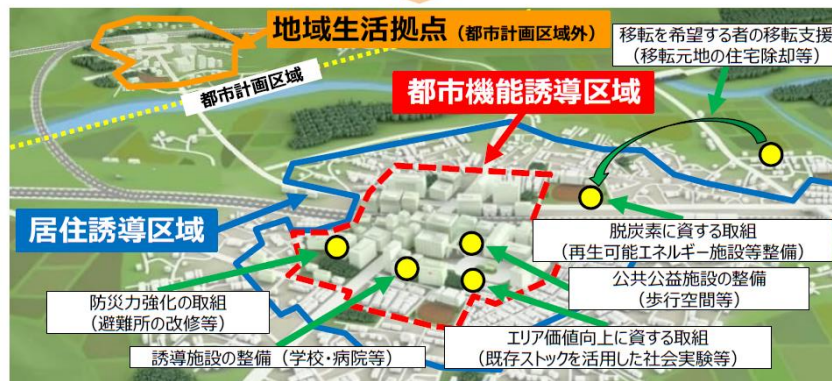 地域生活拠点（都市計画区域外）
移転を希望する者の移転支援
（移転元地の住宅除却等）
都市計画区域
都市機能誘導区域
居住誘導区域
脱炭素に資する取組
（再生可能エネルギー施設等整備）
公共公益施設の整備
（歩行空間等）
防災力強化の取組
（避難所の改修等）
エリア価値向上に資する取組
（既存ストックを活用した社会実験等）
誘導施設の整備（学校・病院等）